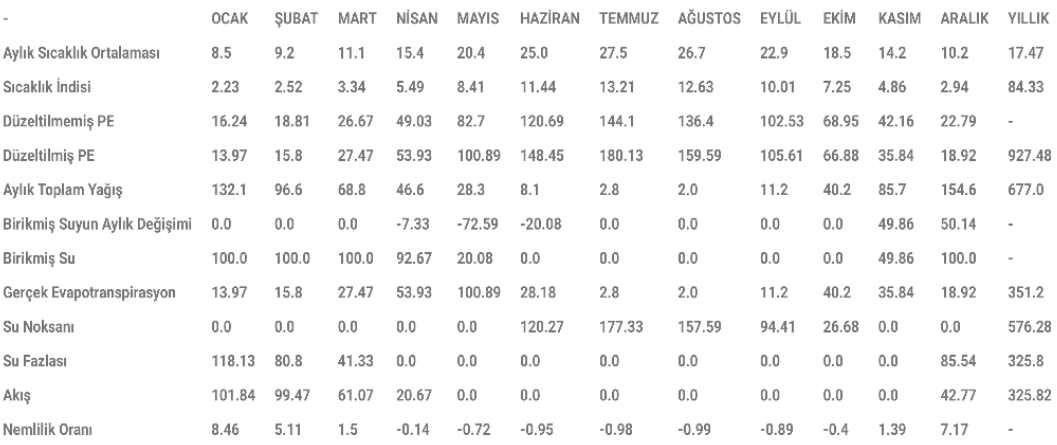 - OCAK ŞUBAT MART NİSAN MAYIS HAZİRAN TEMMUZ AĞUSTOS EYLÜL EKİM KASIM ARALIK YILLIK
Aylık Sıcaklık Ortalaması 8.5 9.2 11.1 15.4 20.4 25.0 27.5 26.7 22.9 18.5 14.2 10.2 17.47
Sıcaklık İndisi 2.23 2.52 3.34 5.49 8.41 11.44 13.21 12.63 10.01 7.25 4.86 2.94 84.33
Düzeltilmemiş PE 16.24 18.81 26.67 49.03 82.7 120.69 144.1 136.4 102.53 68.95 42.16 22.79 -
Düzeltilmiş PE 13.97 15.8 27.47 53.93 100.89 148.45 180.13 159.59 105.61 66.88 35.84 18.92 927.48
Aylık Toplam Yağış 132.1 96.6 68.8 46.6 28.3 8.1 2.8 2.0 11.2 40.2 85.7 154.6 677.0
Birikmiş Suyun Aylık Değişimi 0.0 0.0 0.0 -7.33 -72.59 -20.08 0.0 0.0 0.0 0.0 49.86 50.14 -
Birikmiş Su 100.0 100.0 100.0 92.67 20.08 0.0 0.0 0.0 0.0 0.0 49.86 100.0 -
Gerçek Evapotranspirasyon 13.97 15.8 27.47 53.93 100.89 28.18 2.8 2.0 11.2 40.2 35.84 18.92 351.2
Su Noksanı 0.0 0.0 0.0 0.0 0.0 120.27 177.33 157.59 94.41 26.68 0.0 0.0 576.28
Su Fazlası 118.13 80.8 41.33 0.0 0.0 0.0 0.0 0.0 0.0 0.0 0.0 85.54 325.8
Akış 101.84 99.47 61.07 20.67 0.0 0.0 0.0 0.0 0.0 0.0 0.0 42.77 325.82
Nemlilik Oranı 8.46 5.11 1.5 -0.14 -0.72 -0.95 -0.98 -0.99 -0.89 -0.4 1.39 7.17 -